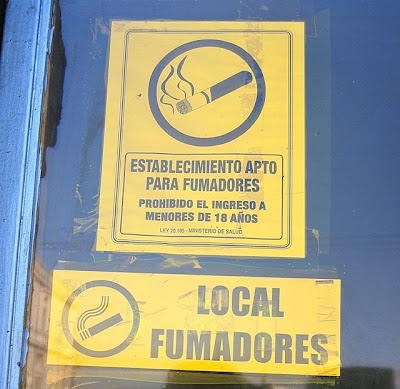 ESTABLECIMIENTO APTO
PARA FUMADORES
PROHIBIDO EL INGRESO A
MENORES DE 18 AÑOS
LEY 20.105 - MINISTERIO DE SALUD
LOCAL
FUMADORES